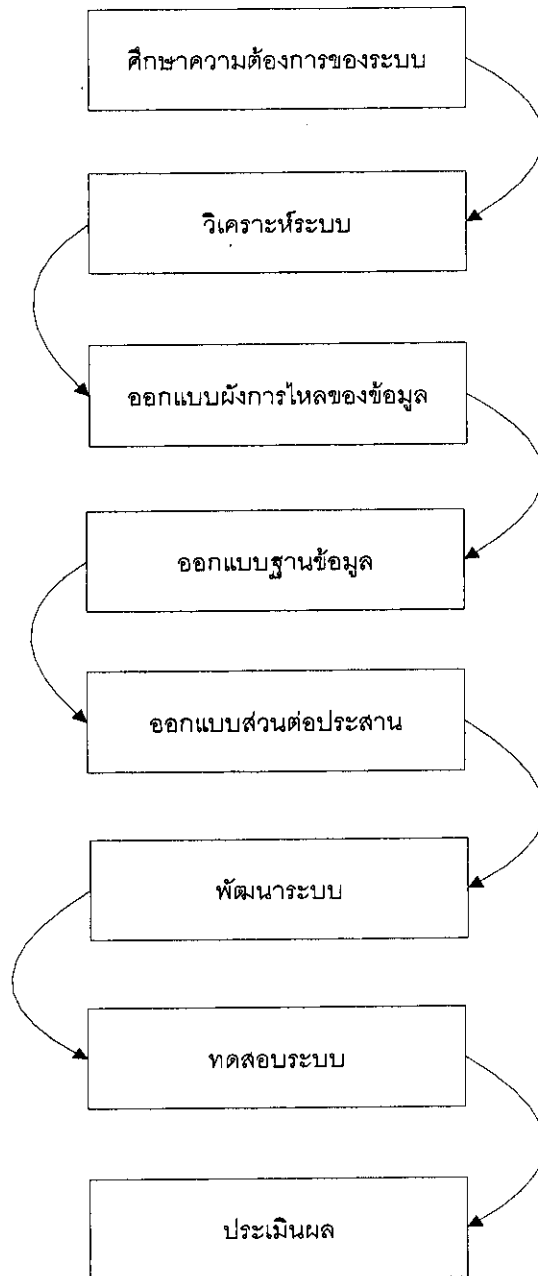 ศึกษาความต้องการของระบบ
วิเคราะห์ระบบ
ออกแบบผังการไหลของข้อมูล
ออกแบบฐานข้อมูล
ออกแบบส่วนต่อประสาน
พัฒนาระบบ
ทดสอบระบบ
ประเมินผล